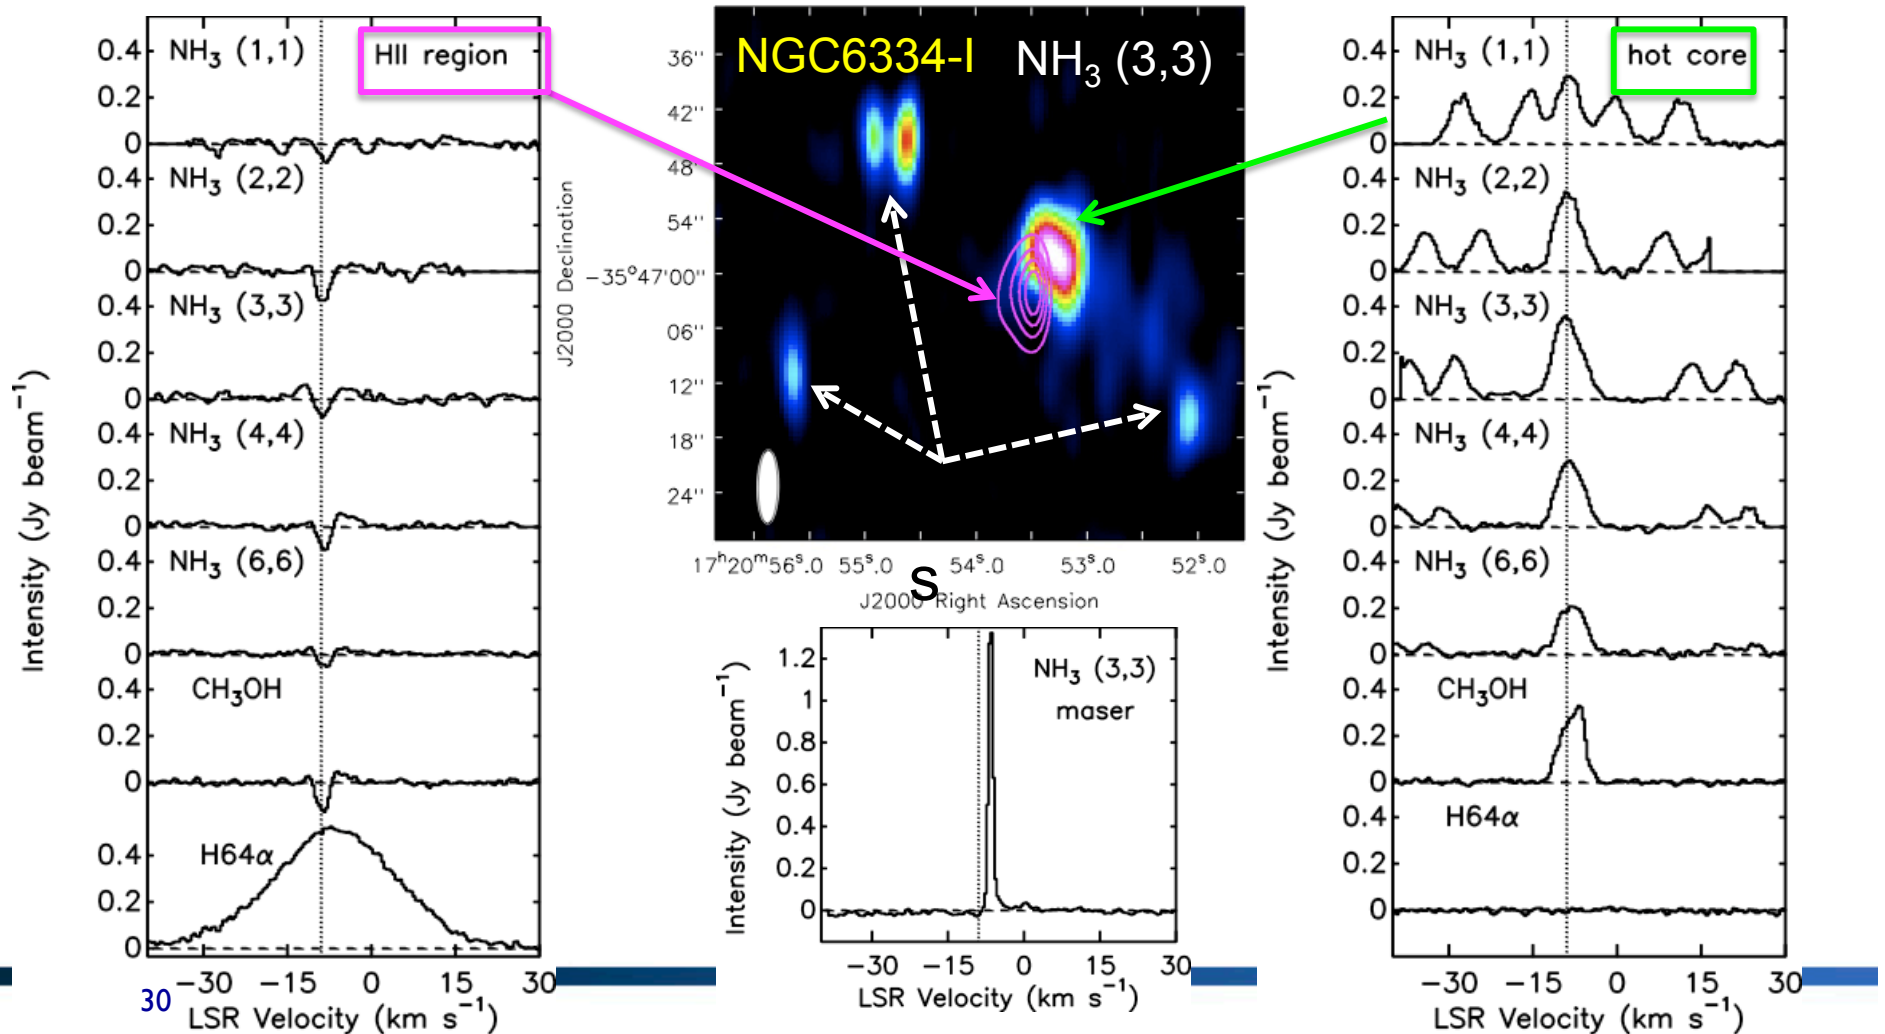 HII region
NH₃ (1,1)
NH₃ (2,2)
NH₃ (3,3)
NH₃ (4,4)
NH₃ (6,6)
CH₃OH
H64α
0.4
0.2
0
0.4
0.2
0
0.4
0.2
0
0.4
0.2
0
0.4
0.2
0
0.4
0.2
0
0.4
0.2
0
Intensity (Jy beam⁻¹)
−30 −15 0 15 30
LSR Velocity (km s⁻¹)
30
NGC6334-I NH₃ (3,3)
36"
42"
48"
54"
−35°47'00"
06"
12"
18"
24"
J2000 Declination
17ʰ20ᵐ56ˢ.0 55ˢ.0 54ˢ.0 53ˢ.0 52ˢ.0
s
J2000 Right Ascension
NH₃ (3,3)
maser
1.2
1
0.8
0.6
0.4
0.2
0
Intensity (Jy beam⁻¹)
−30 −15 0 15 30
LSR Velocity (km s⁻¹)
hot core
NH₃ (1,1)
NH₃ (2,2)
NH₃ (3,3)
NH₃ (4,4)
NH₃ (6,6)
CH₃OH
H64α
0.4
0.2
0
0.4
0.2
0
0.4
0.2
0
0.4
0.2
0
0.4
0.2
0
0.4
0.2
0
0.4
0.2
0
Intensity (Jy beam⁻¹)
−30 −15 0 15 30
LSR Velocity (km s⁻¹)